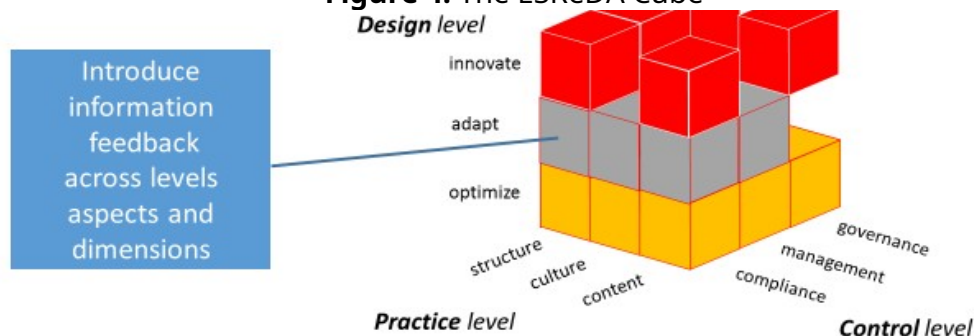 Design level
innovate
adapt
optimize
Introduce
information
feedback
across levels
aspects and
dimensions
structure
culture
content
governance
management
compliance
Practice level
Control level